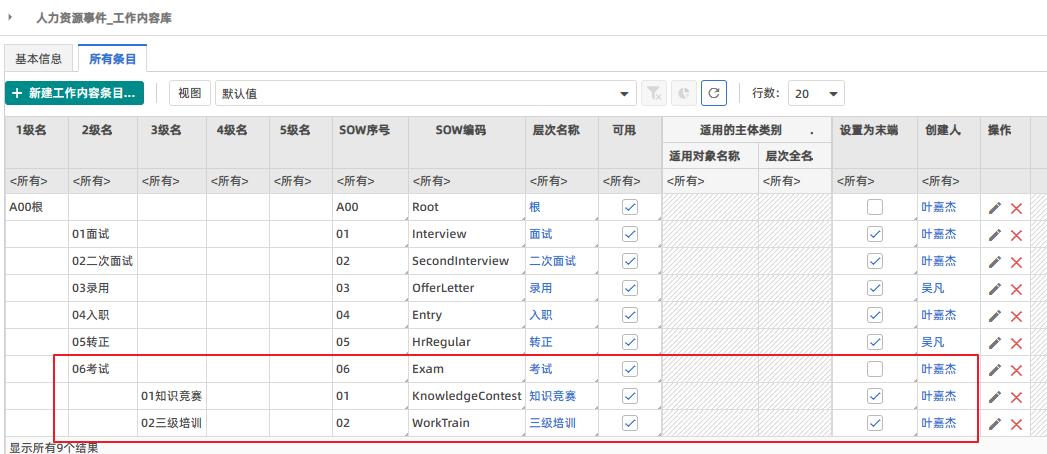 人力资源事件_工作内容库
基本信息 所有条目
+ 新建工作内容条目... 视图 默认值 行数: 20
1级名 2级名 3级名 4级名 5级名 SOW序号 SOW编码 层次名称 可用 适用的主体类别 . 设置为末端 创建人 操作
适用对象名称 层次全名
<所有> <所有> <所有> <所有> <所有> <所有> <所有> <所有> <所有> <所有> <所有> <所有> <所有>
A00根 A00 Root 根 叶嘉杰
01面试 01 Interview 面试 叶嘉杰
02二次面试 02 SecondInterview 二次面试 叶嘉杰
03录用 03 OfferLetter 录用 吴凡
04入职 04 Entry 入职 叶嘉杰
05转正 05 HrRegular 转正 吴凡
06考试 06 Exam 考试 叶嘉杰
01知识竞赛 01 KnowledgeContest 知识竞赛 叶嘉杰
02三级培训 02 WorkTrain 三级培训 叶嘉杰
显示所有9个结果